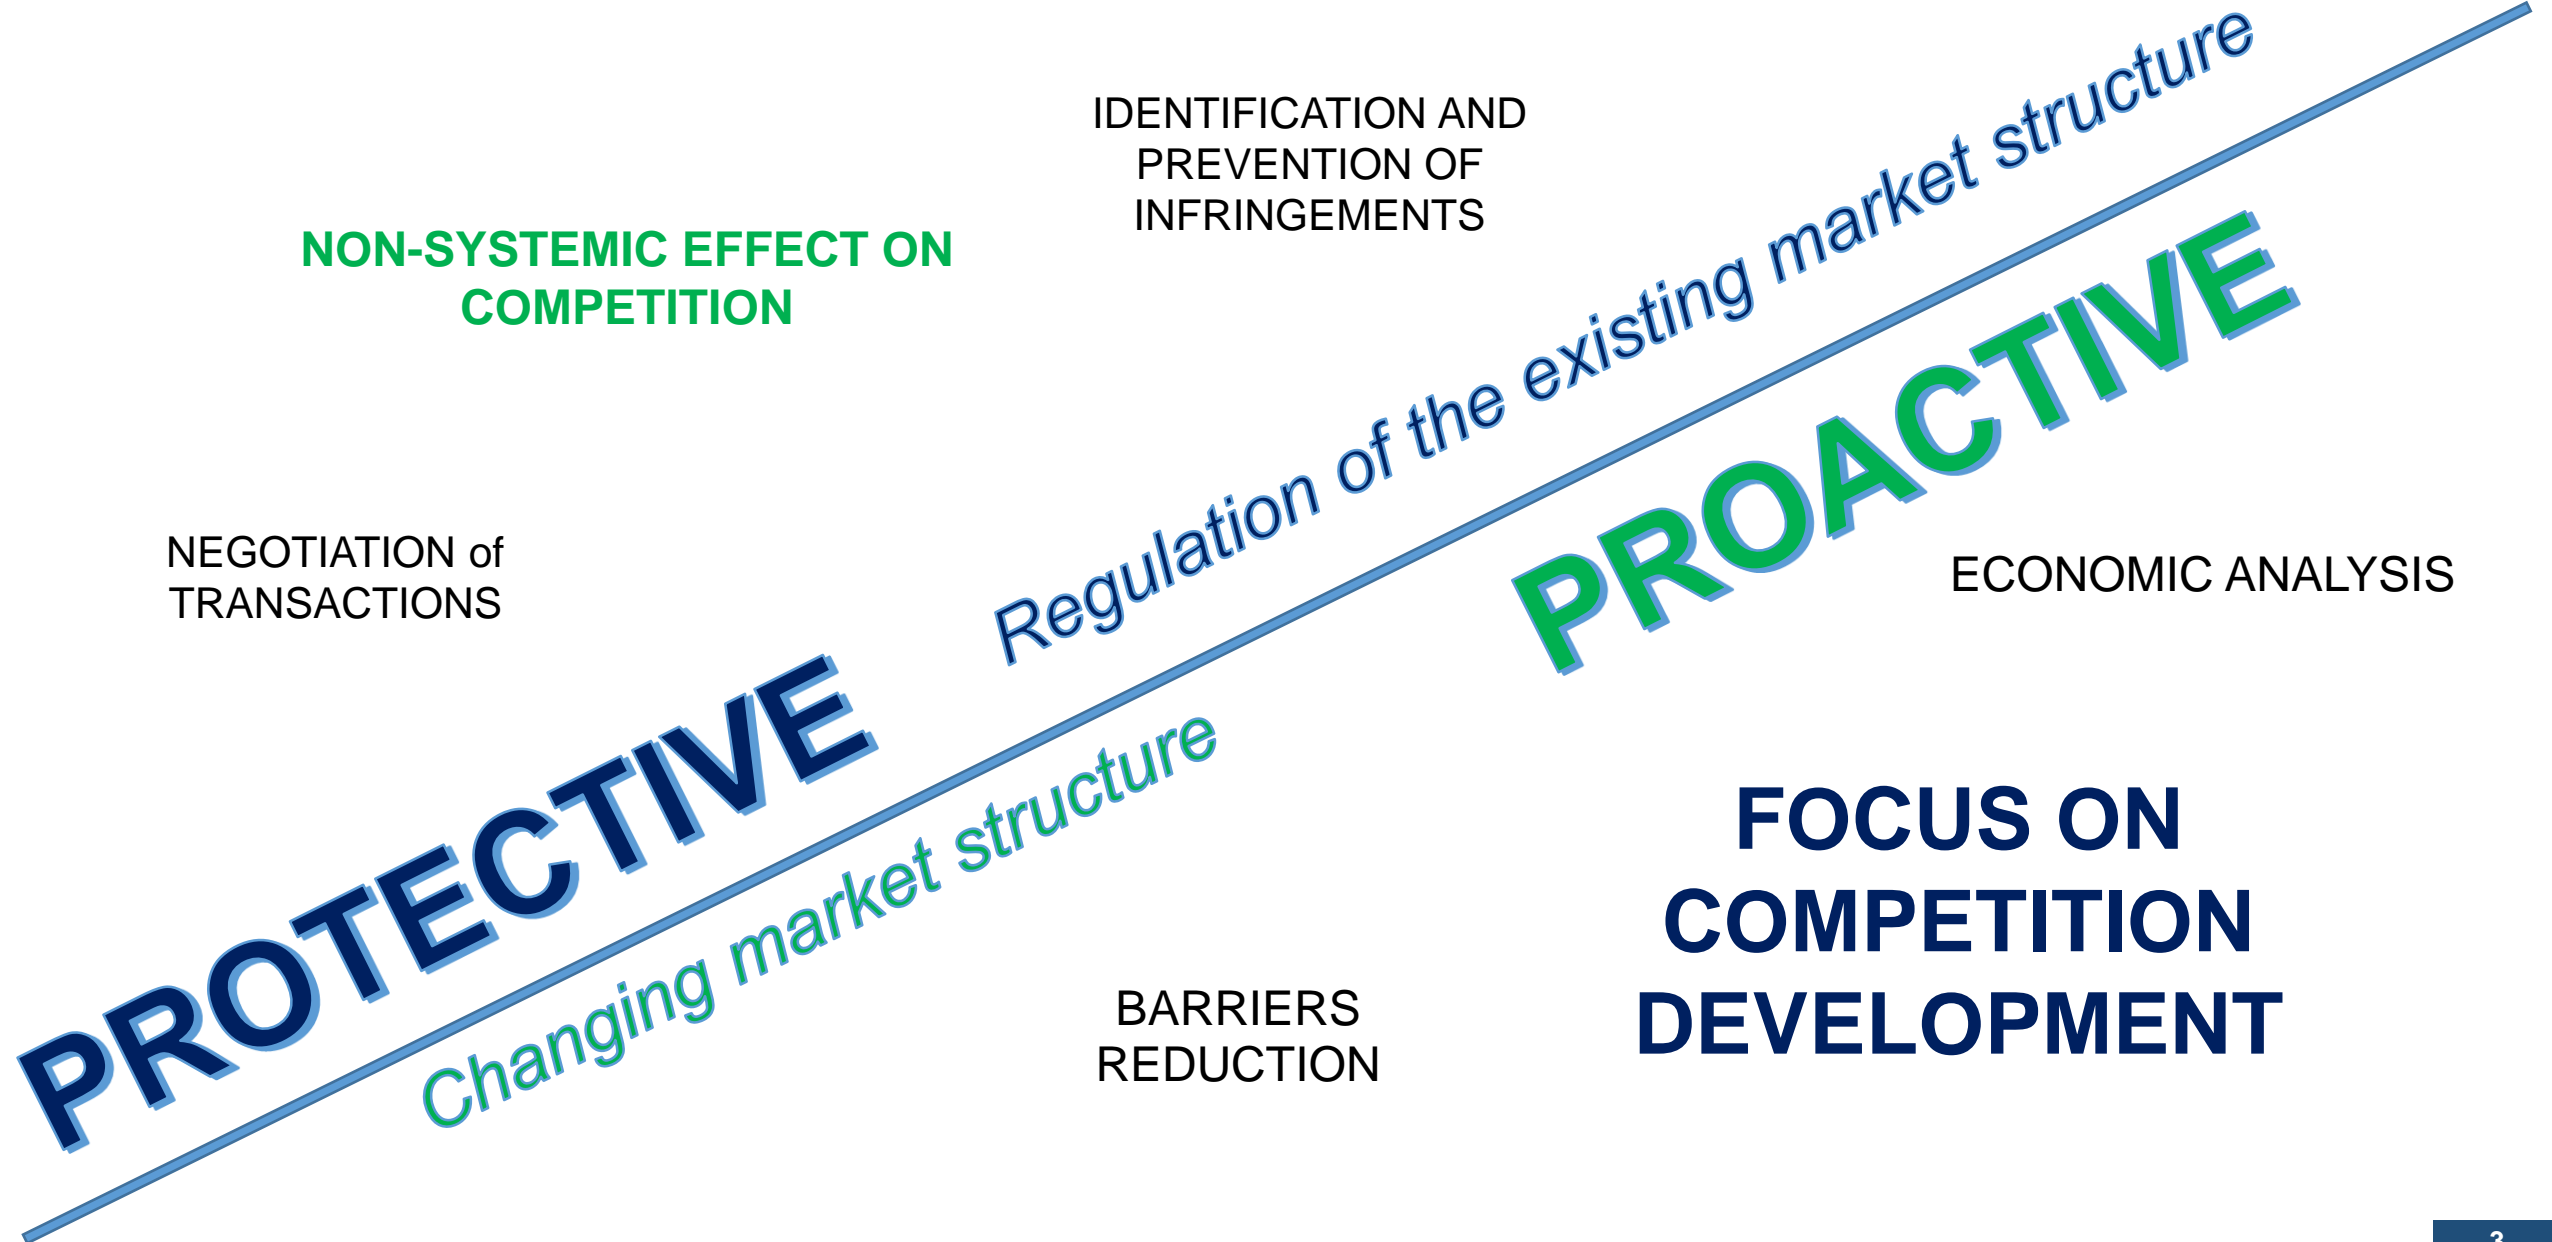 IDENTIFICATION AND
PREVENTION OF
INFRINGEMENTS
NON-SYSTEMIC EFFECT ON
COMPETITION
NEGOTIATION of
TRANSACTIONS
PROTECTIVE
Regulation of the existing market structure
PROACTIVE
Changing market structure
ECONOMIC ANALYSIS
FOCUS ON
COMPETITION
DEVELOPMENT
BARRIERS
REDUCTION
3